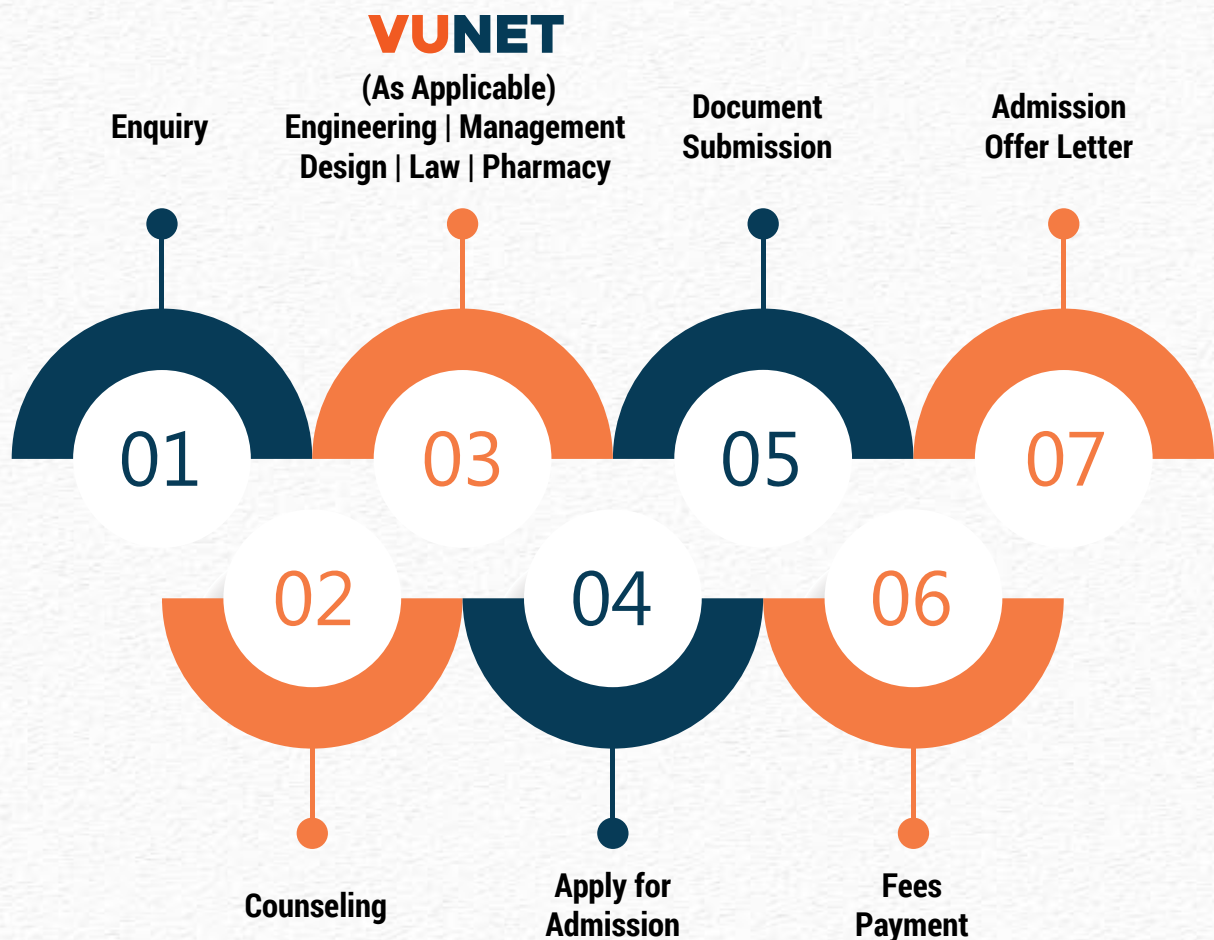 VUNET
(As Applicable)
Engineering | Management
Design | Law | Pharmacy
Enquiry
Document
Submission
Admission
Offer Letter
01
03
05
07
02
04
06
Counseling
Apply for
Admission
Fees
Payment